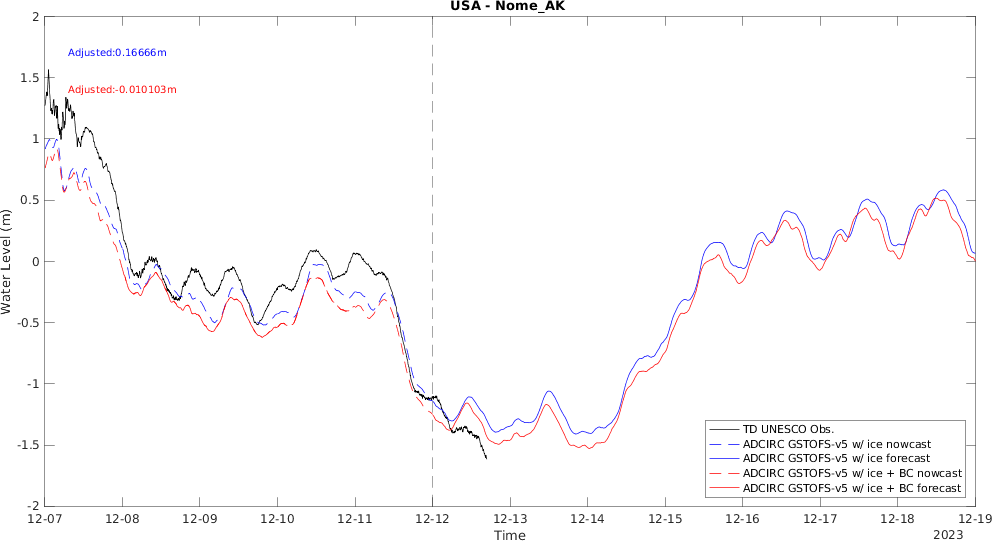 USA - Nome_AK
Adjusted:0.16666m
Adjusted:-0.010103m
Water Level (m)
2
1.5
1
0.5
0
-0.5
-1
-1.5
-2
TD UNESCO Obs.
ADCIRC GSTOFS-v5 w/ ice nowcast
ADCIRC GSTOFS-v5 w/ ice forecast
ADCIRC GSTOFS-v5 w/ ice + BC nowcast
ADCIRC GSTOFS-v5 w/ ice + BC forecast
12-07 12-08 12-09 12-10 12-11 12-12 12-13 12-14 12-15 12-16 12-17 12-18 12-19
Time
2023